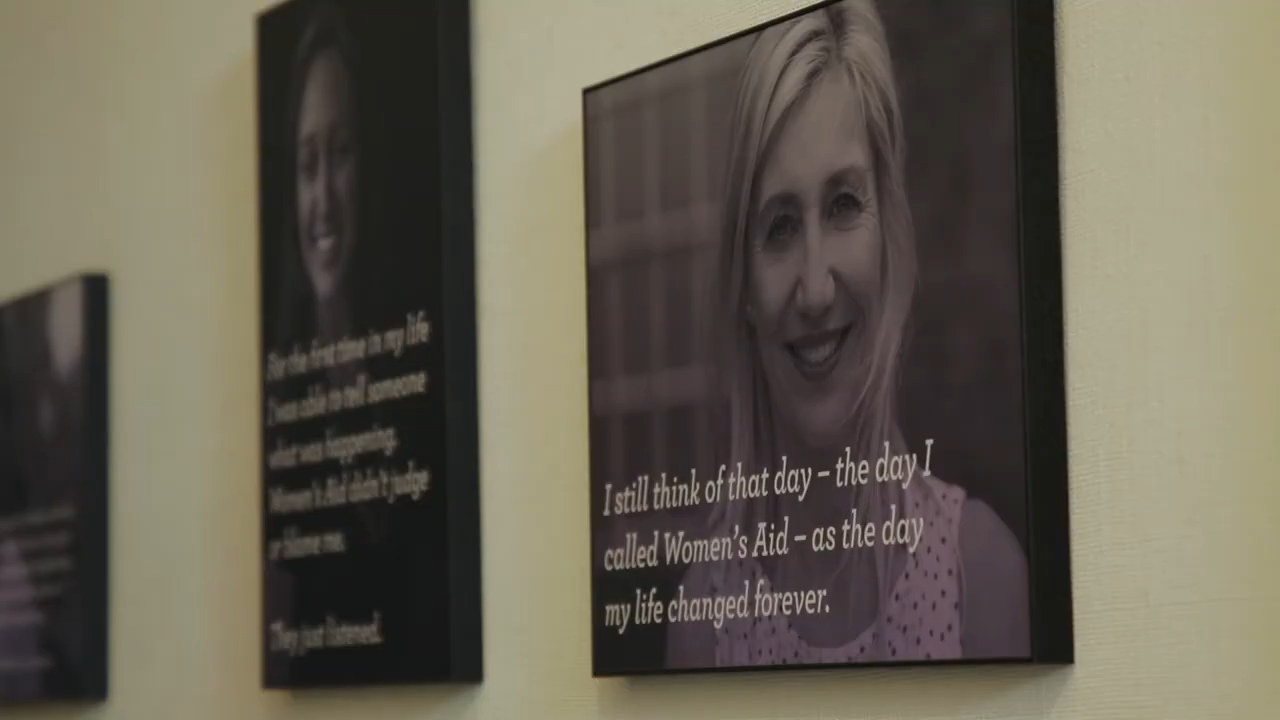 For the first time in my life
I was able to tell someone
what was happening.
Women's Aid didn't judge
or blame me.
They just listened.
I still think of that day – the day I
called Women's Aid – as the day
my life changed forever.